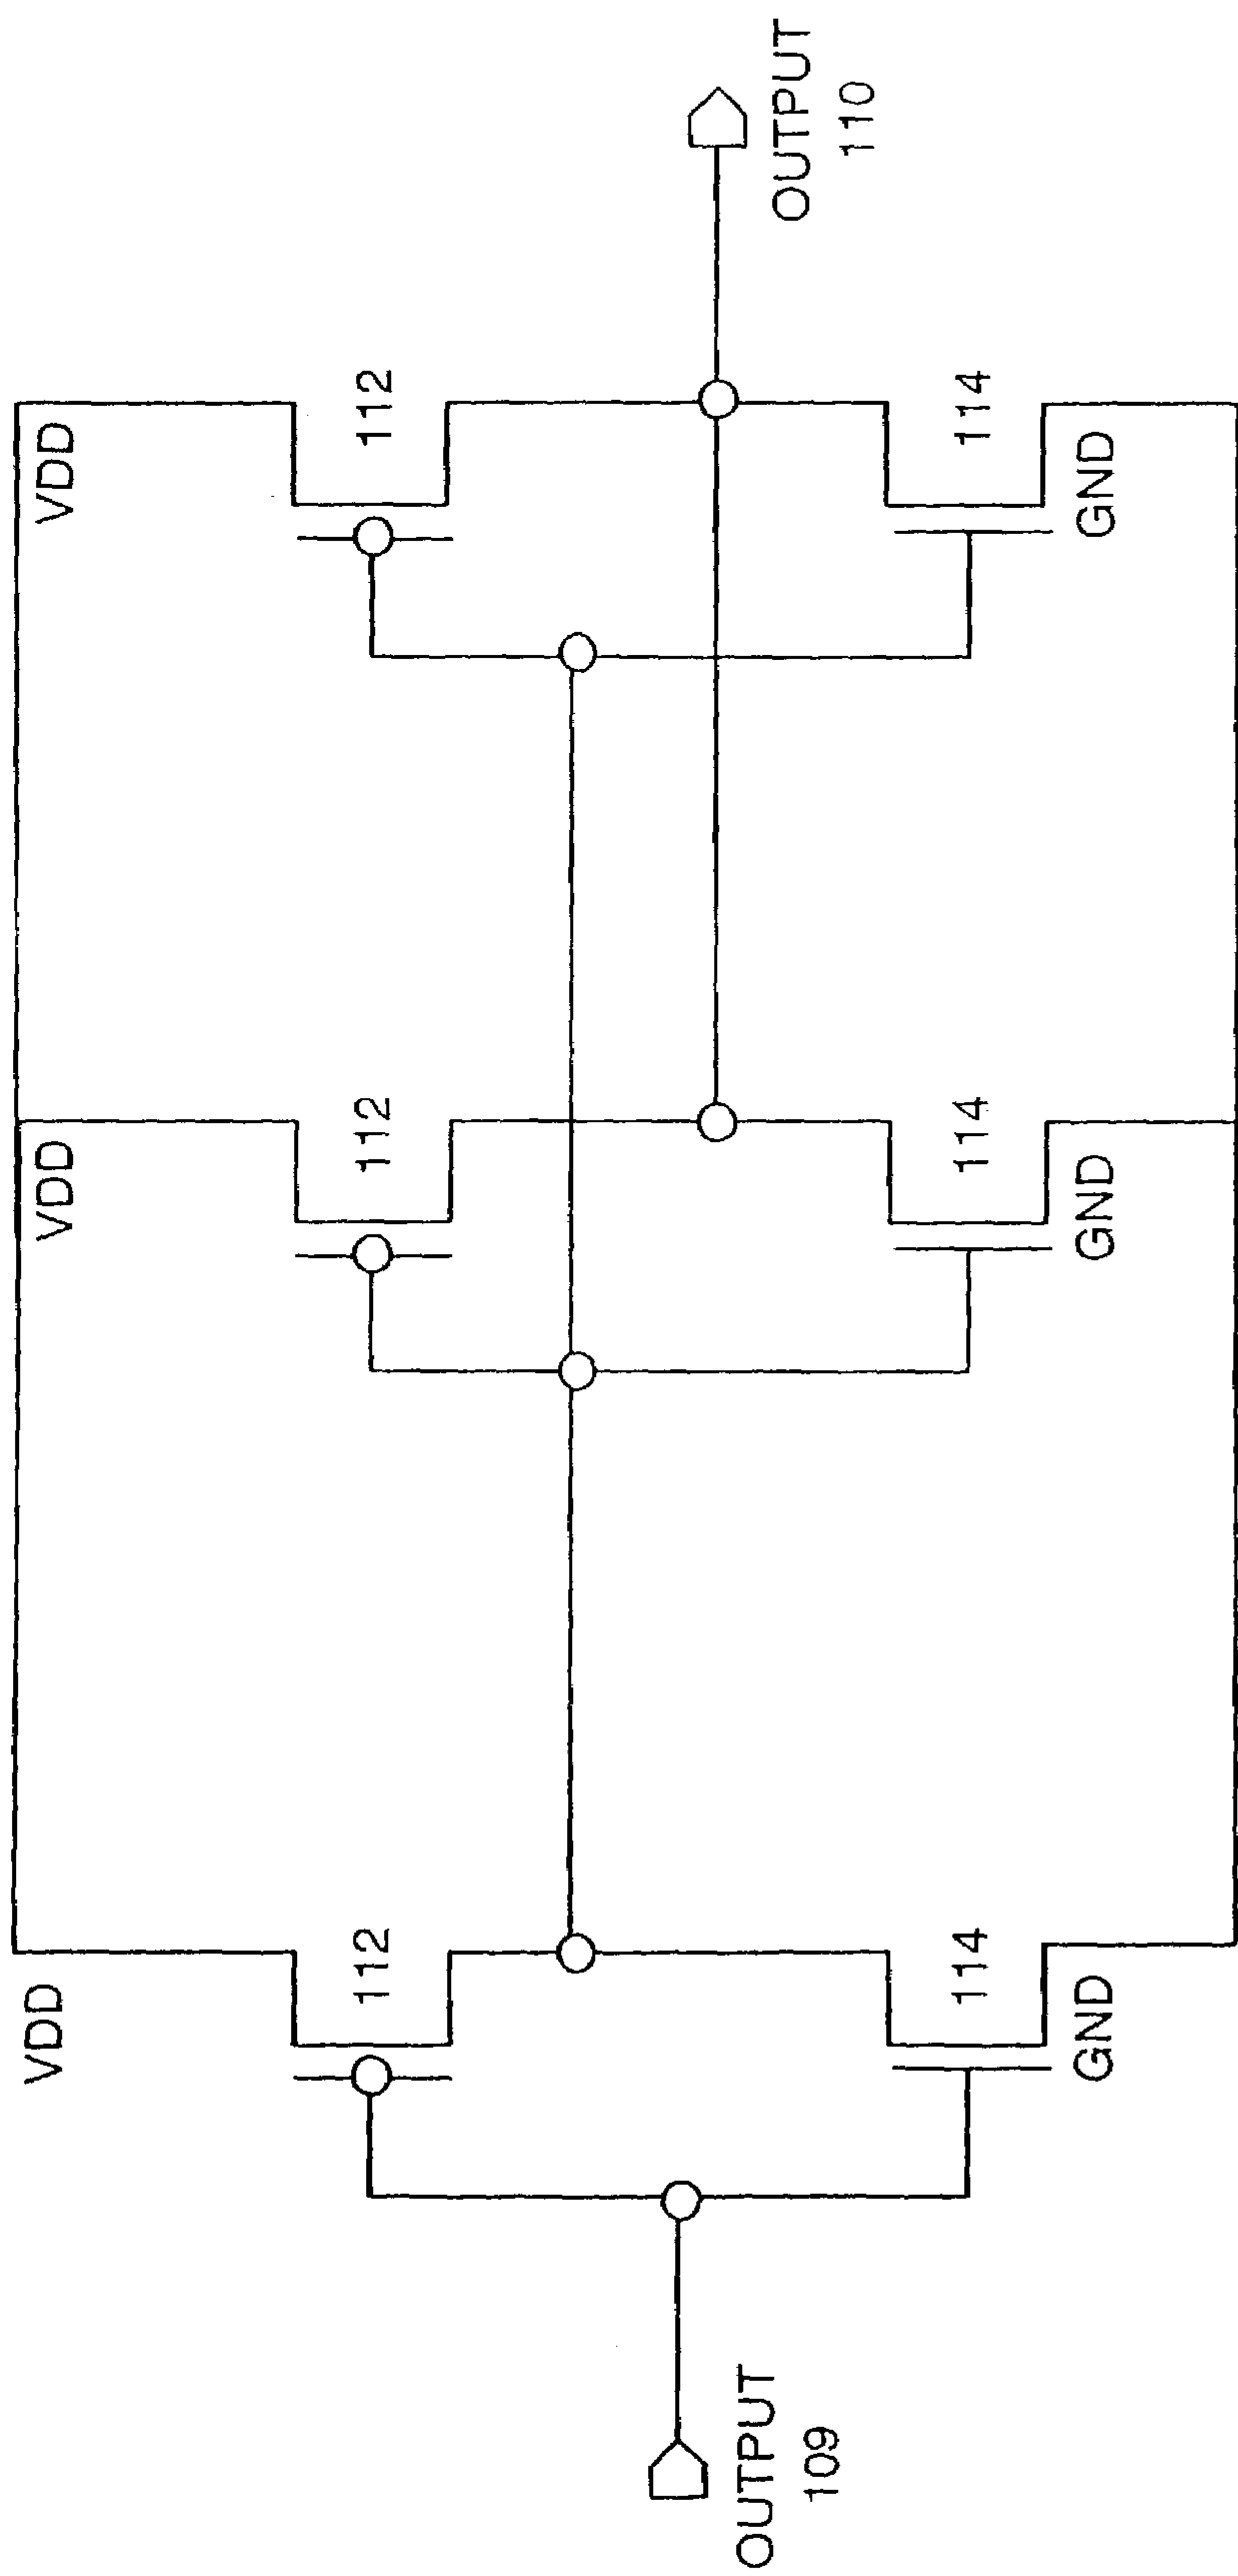 VDD
VDD
VDD
112
112
112
OUTPUT
109
OUTPUT
110
114
114
114
GND
GND
GND